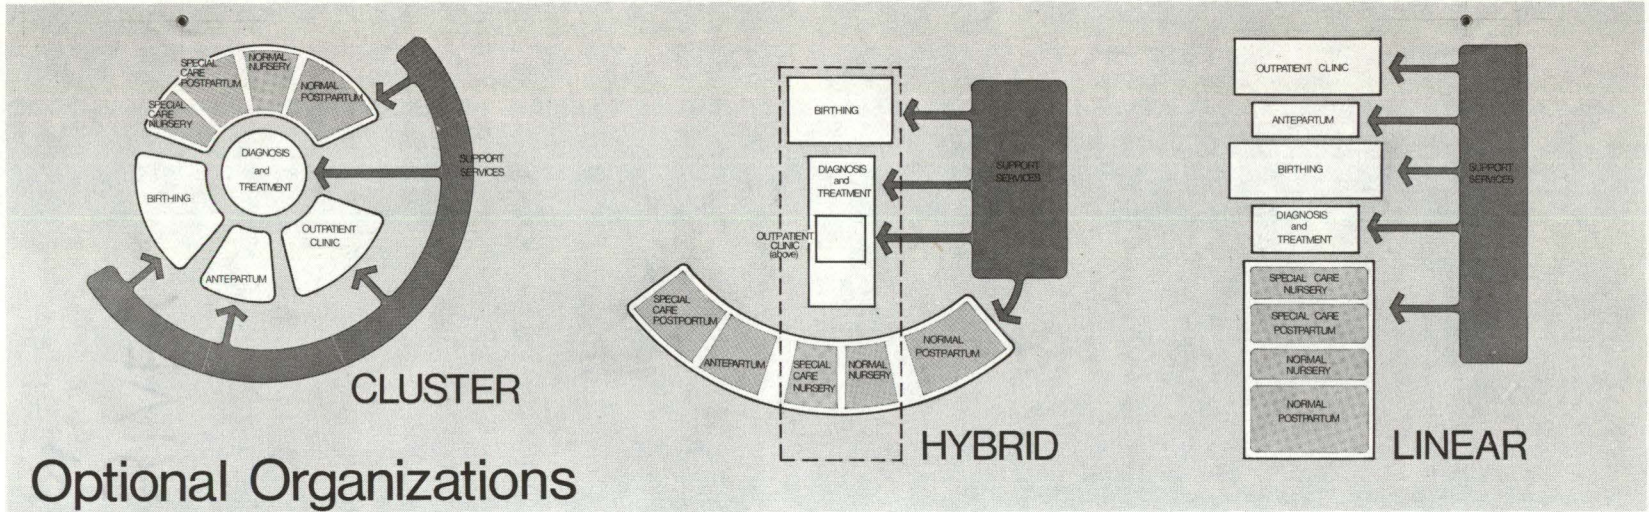 SPECIAL
CARE
POSTPARTUM
NORMAL
NURSERY
NORMAL
POSTPARTUM
SPECIAL
CARE
NURSERY
DIAGNOSIS
and
TREATMENT
SUPPORT
SERVICES
BIRTHING
OUTPATIENT
CLINIC
ANTEPARTUM
CLUSTER
BIRTHING
DIAGNOSIS
and
TREATMENT
SUPPORT
SERVICES
OUTPATIENT
CLINIC
(above)
SPECIAL
CARE
POSTPORTUM
ANTEPARTUM
SPECIAL
CARE
NURSERY
NORMAL
NURSERY
NORMAL
POSTPARTUM
HYBRID
OUTPATIENT CLINIC
ANTEPARTUM
BIRTHING
SUPPORT
SERVICES
DIAGNOSIS
and
TREATMENT
SPECIAL CARE
NURSERY
SPECIAL CARE
POSTPARTUM
NORMAL
NURSERY
NORMAL
POSTPARTUM
LINEAR
Optional Organizations